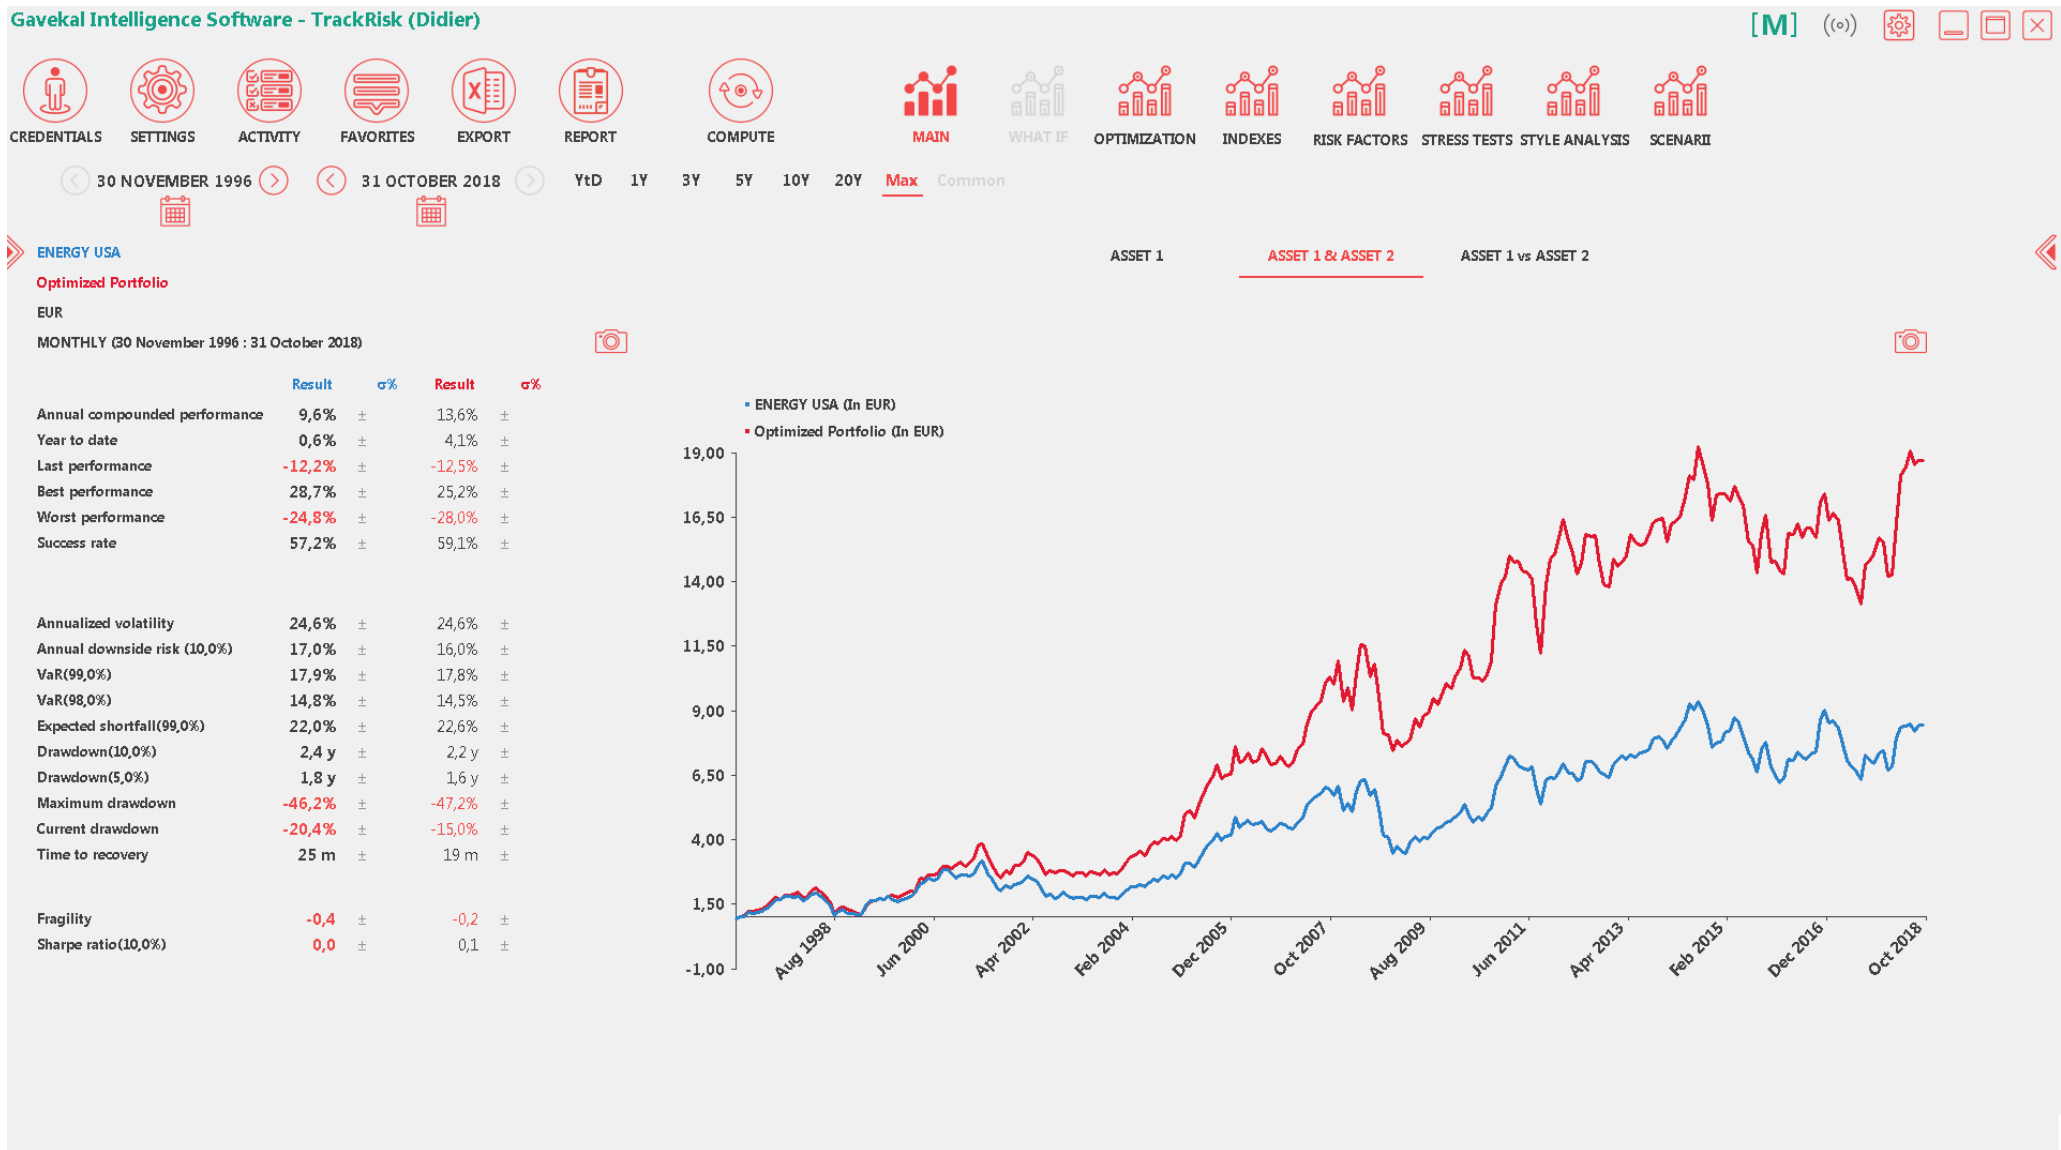 Gavekal Intelligence Software - TrackRisk (Didier)
[M]
CREDENTIALS SETTINGS ACTIVITY FAVORITES EXPORT REPORT COMPUTE MAIN WHAT IF OPTIMIZATION INDEXES RISK FACTORS STRESS TESTS STYLE ANALYSIS SCENARII
30 NOVEMBER 1996 31 OCTOBER 2018 YtD 1Y 3Y 5Y 10Y 20Y Max Common
ENERGY USA
ASSET 1 ASSET 1 & ASSET 2 ASSET 1 vs ASSET 2
Optimized Portfolio
EUR
MONTHLY (30 November 1996 : 31 October 2018)
Result σ% Result σ%
Annual compounded performance 9,6% ± 13,6% ±
Year to date 0,6% ± 4,1% ±
Last performance -12,2% ± -12,5% ±
Best performance 28,7% ± 25,2% ±
Worst performance -24,8% ± -28,0% ±
Success rate 57,2% ± 59,1% ±
Annualized volatility 24,6% ± 24,6% ±
Annual downside risk (10,0%) 17,0% ± 16,0% ±
VaR(99,0%) 17,9% ± 17,8% ±
VaR(98,0%) 14,8% ± 14,5% ±
Expected shortfall(99,0%) 22,0% ± 22,6% ±
Drawdown(10,0%) 2,4 y ± 2,2 y ±
Drawdown(5,0%) 1,8 y ± 1,6 y ±
Maximum drawdown -46,2% ± -47,2% ±
Current drawdown -20,4% ± -15,0% ±
Time to recovery 25 m ± 19 m ±
Fragility -0,4 ± -0,2 ±
Sharpe ratio(10,0%) 0,0 ± 0,1 ±
ENERGY USA (In EUR)
Optimized Portfolio (In EUR)
19,00
16,50
14,00
11,50
9,00
6,50
4,00
1,50
-1,00
Aug 1998 Jun 2000 Apr 2002 Feb 2004 Dec 2005 Oct 2007 Aug 2009 Jun 2011 Apr 2013 Feb 2015 Dec 2016 Oct 2018